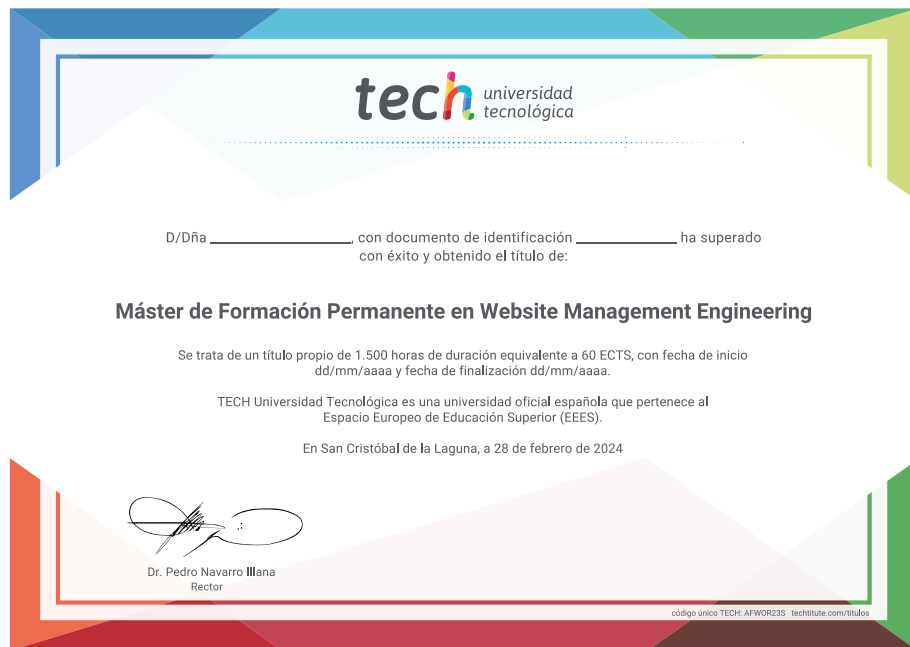 tech universidad
tecnológica
D/Dña ____________________, con documento de identificación ______________ ha superado
con éxito y obtenido el título de:
Máster de Formación Permanente en Website Management Engineering
Se trata de un título propio de 1.500 horas de duración equivalente a 60 ECTS, con fecha de inicio
dd/mm/aaaa y fecha de finalización dd/mm/aaaa.
TECH Universidad Tecnológica es una universidad oficial española que pertenece al
Espacio Europeo de Educación Superior (EEES).
En San Cristóbal de la Laguna, a 28 de febrero de 2024
Dr. Pedro Navarro Illana
Rector
código único TECH: AFWOR23S techtitute.com/titulos